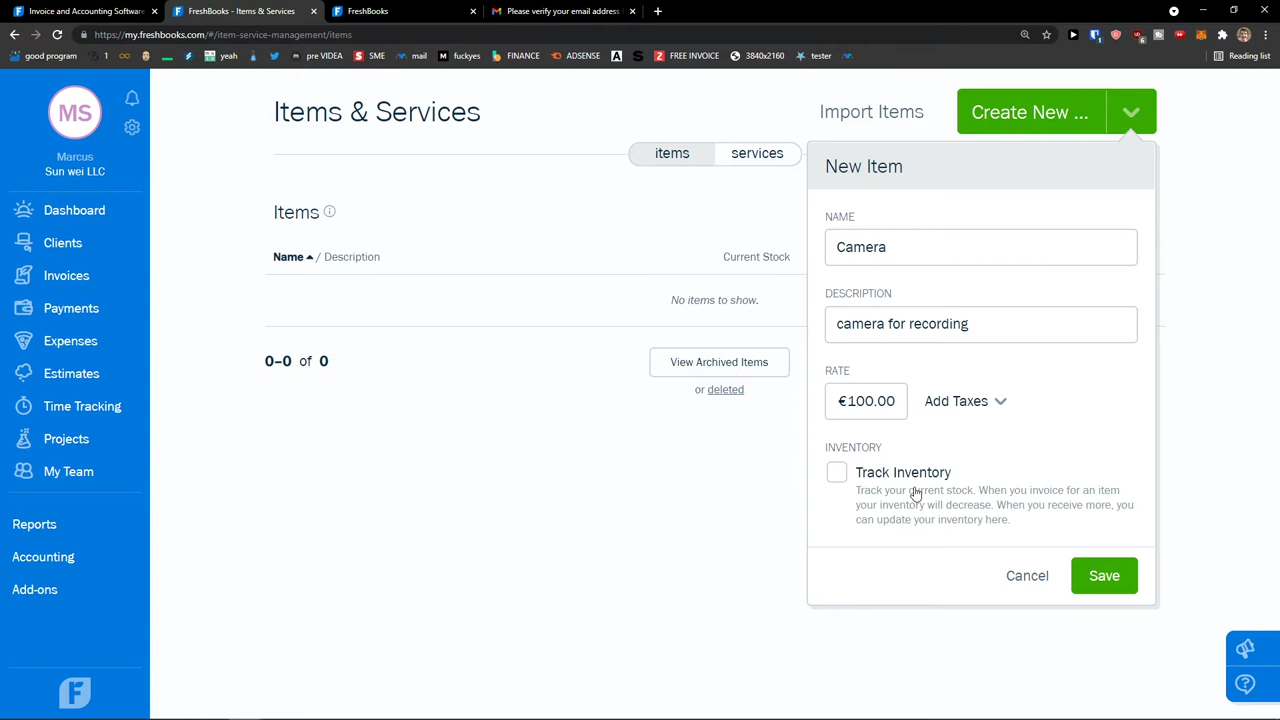 Invoice and Accounting Software
FreshBooks - Items & Services
FreshBooks
Please verify your email address
https://my.freshbooks.com/#/item-service-management/items
good program
1
yeah
pre VIDEA
SME
mail
fuckyes
FINANCE
ADSENSE
FREE INVOICE
3840x2160
tester
Reading list
MS
Marcus
Sun wei LLC
Dashboard
Clients
Invoices
Payments
Expenses
Estimates
Time Tracking
Projects
My Team
Reports
Accounting
Add-ons
Items & Services
Import Items
Create New ...
items
services
Items
Name / Description
Current Stock
No items to show.
0–0 of 0
View Archived Items
or deleted
New Item
NAME
Camera
DESCRIPTION
camera for recording
RATE
€100.00
Add Taxes
INVENTORY
Track Inventory
Track your current stock. When you invoice for an item
your inventory will decrease. When you receive more, you
can update your inventory here.
Cancel
Save